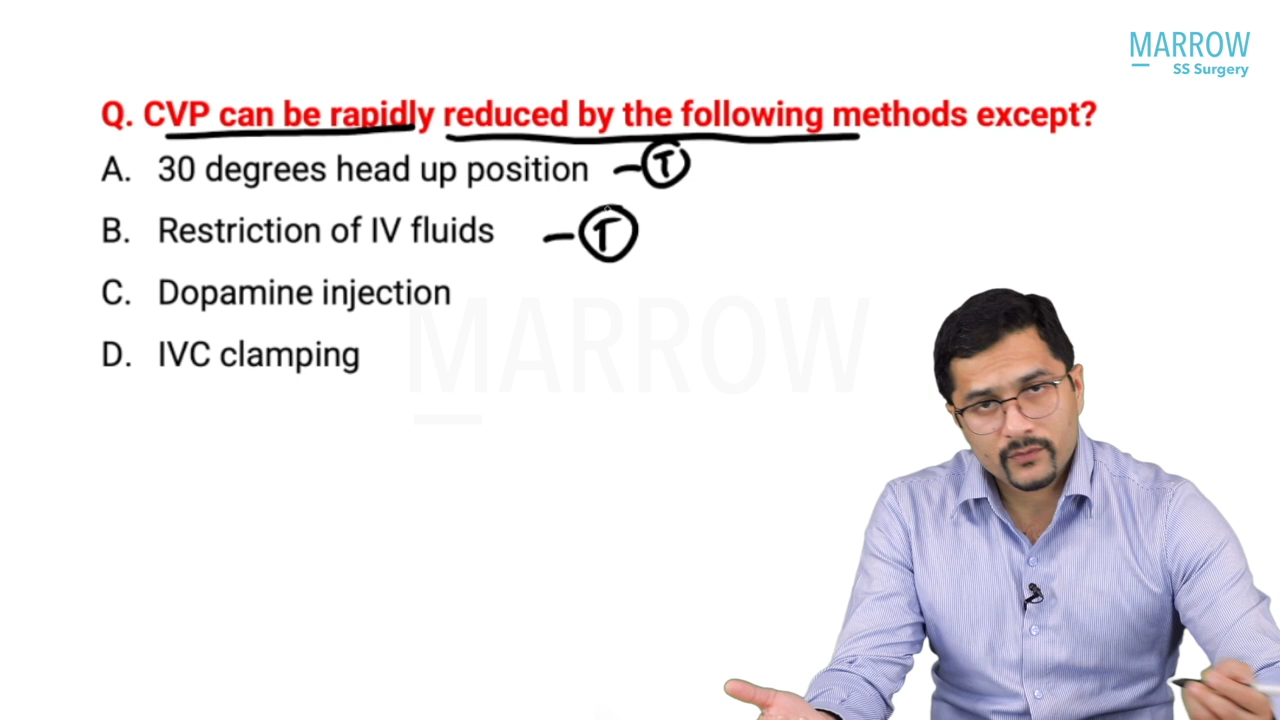 MARROW
SS Surgery
Q. CVP can be rapidly reduced by the following methods except?
A. 30 degrees head up position – T
B. Restriction of IV fluids – T
C. Dopamine injection
D. IVC clamping
MARROW